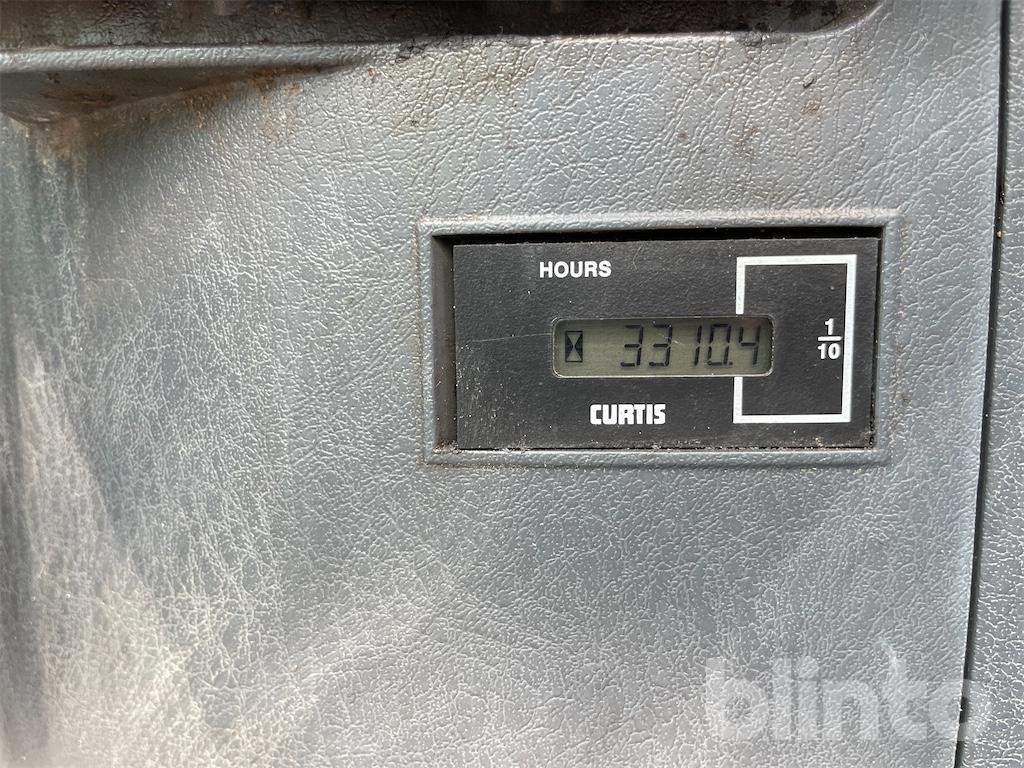 HOURS
3310.4
1
10
CURTIS
blinto